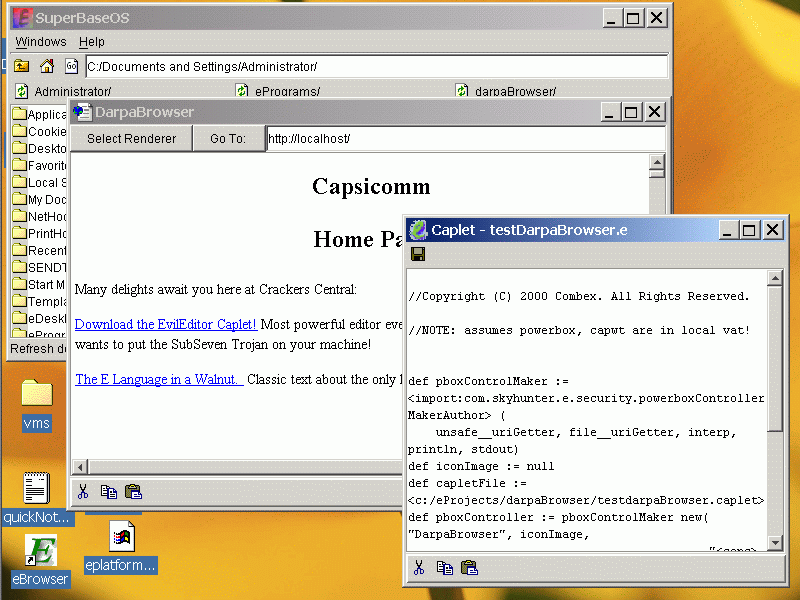 SuperBaseOS
Windows Help
Go C:/Documents and Settings/Administrator/
Administrator/ ePrograms/ darpaBrowser/
Applica
Cookie
Deskto
Favorite
Local S
My Doc
NetHoo
PrintHo
Recent
SENDT
Start M
Templa
eDeskt
eProgr
Refresh de
DarpaBrowser
Select Renderer Go To: http://localhost/
Capsicomm
Home Pa
Many delights await you here at Crackers Central:
Download the EvilEditor Caplet! Most powerful editor eve
wants to put the SubSeven Trojan on your machine!
The E Language in a Walnut. Classic text about the only l
Caplet - testDarpaBrowser.e
//Copyright (C) 2000 Combex. All Rights Reserved.
//NOTE: assumes powerbox, capwt are in local vat!
def pboxControlMaker :=
<import:com.skyhunter.e.security.powerboxController
MakerAuthor> (
unsafe__uriGetter, file__uriGetter, interp,
println, stdout)
def iconImage := null
def capletFile :=
<c:/eProjects/darpaBrowser/testdarpaBrowser.caplet>
def pboxController := pboxControlMaker new(
"DarpaBrowser", iconImage,
vms
quickNot...
eBrowser
eplatform...